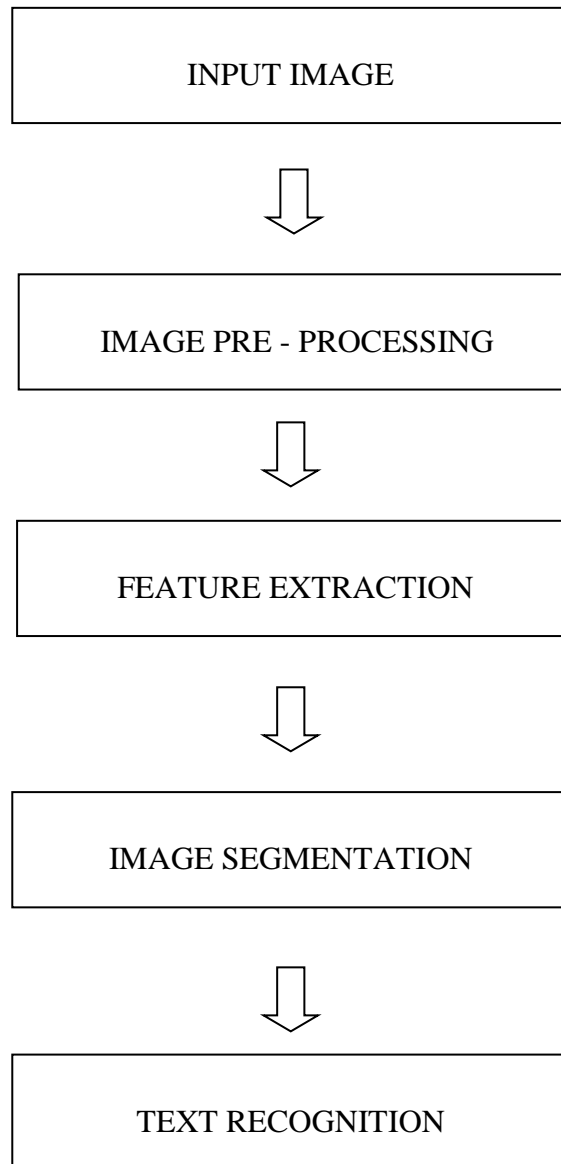 INPUT IMAGE
IMAGE PRE - PROCESSING
FEATURE EXTRACTION
IMAGE SEGMENTATION
TEXT RECOGNITION